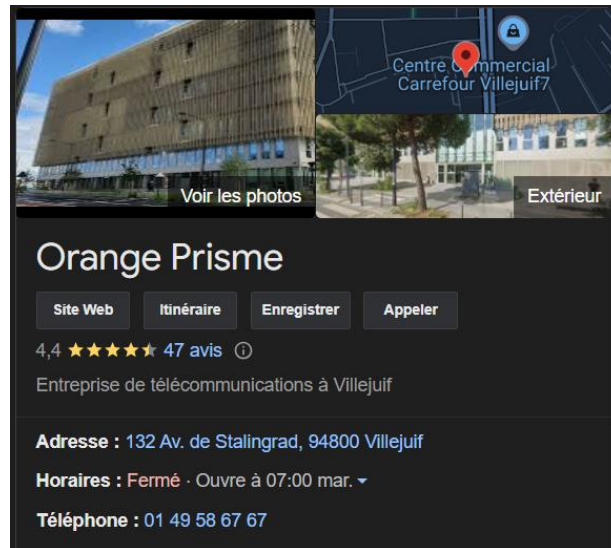 Centre Commercial
Carrefour Villejuif7
Voir les photos
Extérieur
Orange Prisme
Site Web
Itinéraire
Enregistrer
Appeler
4,4 47 avis
Entreprise de télécommunications à Villejuif
Adresse : 132 Av. de Stalingrad, 94800 Villejuif
Horaires : Fermé · Ouvre à 07:00 mar.
Téléphone : 01 49 58 67 67